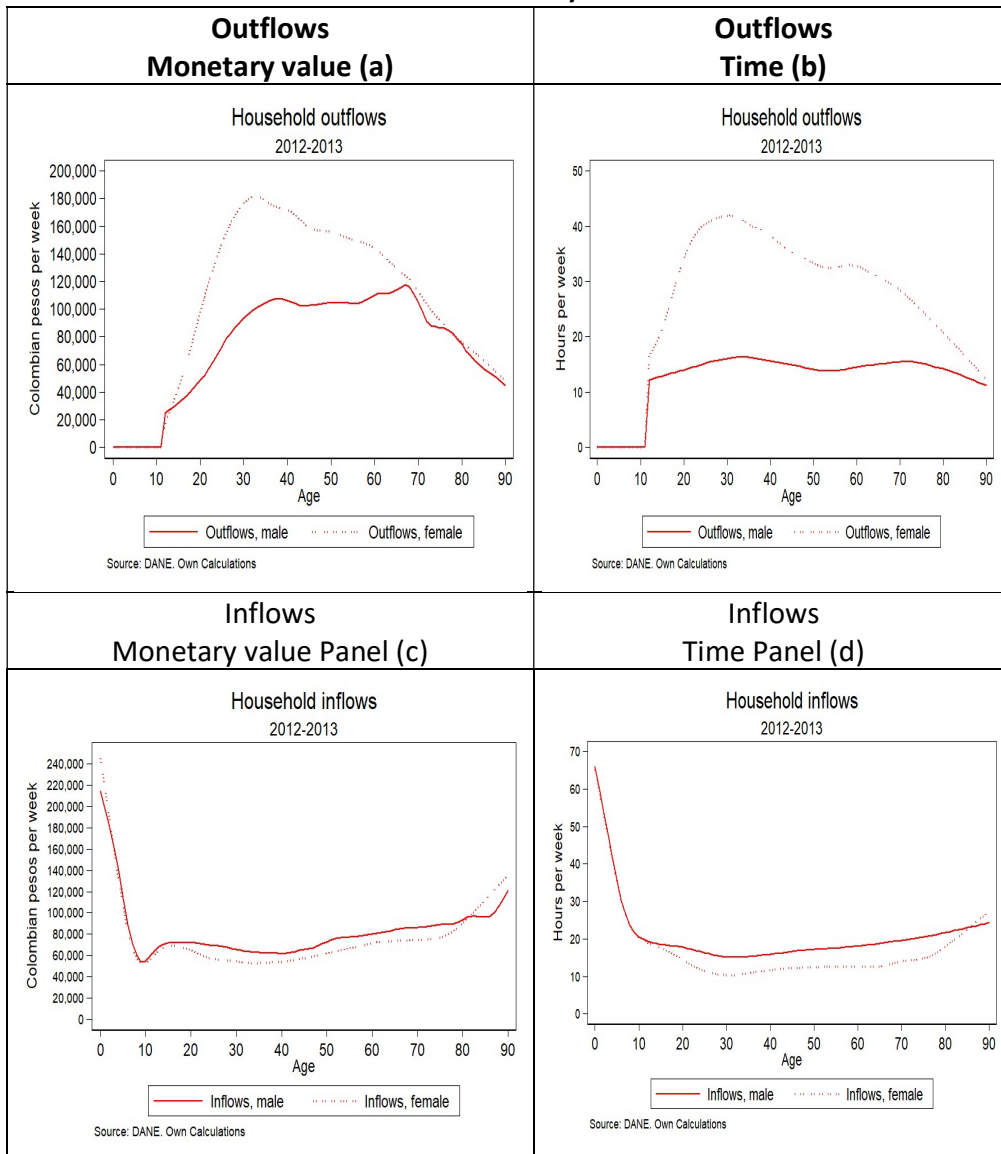 Outflows
Monetary value (a)
Outflows
Time (b)
Household outflows
2012-2013
Colombian pesos per week
200,000
180,000
160,000
140,000
120,000
100,000
80,000
60,000
40,000
20,000
0
0 10 20 30 40 50 60 70 80 90
Age
Outflows, male Outflows, female
Source: DANE. Own Calculations
Household outflows
2012-2013
Hours per week
50
40
30
20
10
0
0 10 20 30 40 50 60 70 80 90
Age
Outflows, male Outflows, female
Source: DANE. Own Calculations
Inflows
Monetary value Panel (c)
Inflows
Time Panel (d)
Household inflows
2012-2013
Colombian pesos per week
240,000
220,000
200,000
180,000
160,000
140,000
120,000
100,000
80,000
60,000
40,000
20,000
0
0 10 20 30 40 50 60 70 80 90
Age
Inflows, male Inflows, female
Source: DANE. Own Calculations
Household inflows
2012-2013
Hours per week
70
60
50
40
30
20
10
0
0 10 20 30 40 50 60 70 80 90
Age
Inflows, male Inflows, female
Source: DANE. Own Calculations